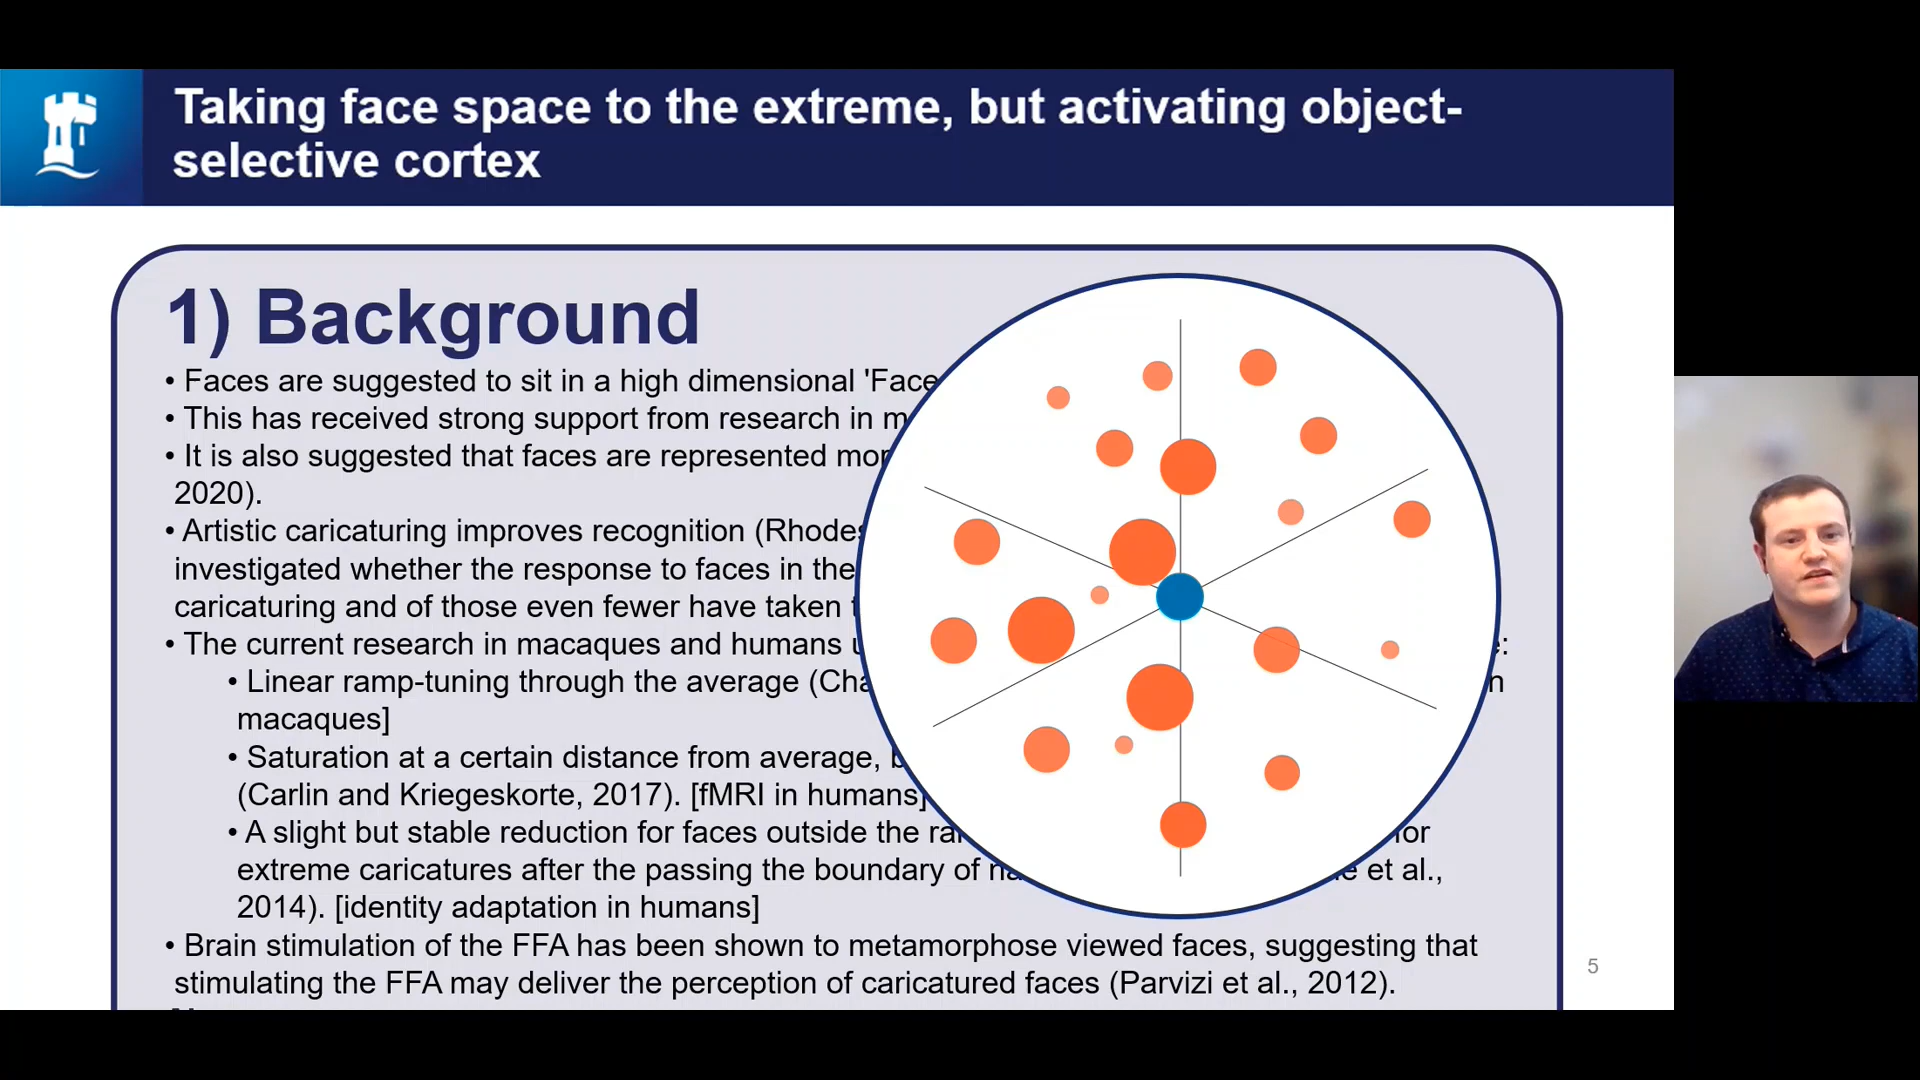 Taking face space to the extreme, but activating object-
selective cortex
1) Background
• Faces are suggested to sit in a high dimensional 'Face
• This has received strong support from research in
• It is also suggested that faces are represented
2020).
• Artistic caricaturing improves recognition (Rhodes
investigated whether the response to faces in the
caricaturing and of those even fewer have taken
• The current research in macaques and humans
• Linear ramp-tuning through the average
macaques]
• Saturation at a certain distance from average,
(Carlin and Kriegeskorte, 2017). [fMRI in humans]
• A slight but stable reduction for faces outside the for
extreme caricatures after the passing the boundary of et al.,
2014). [identity adaptation in humans]
• Brain stimulation of the FFA has been shown to metamorphose viewed faces, suggesting that
stimulating the FFA may deliver the perception of caricatured faces (Parvizi et al., 2012).
5